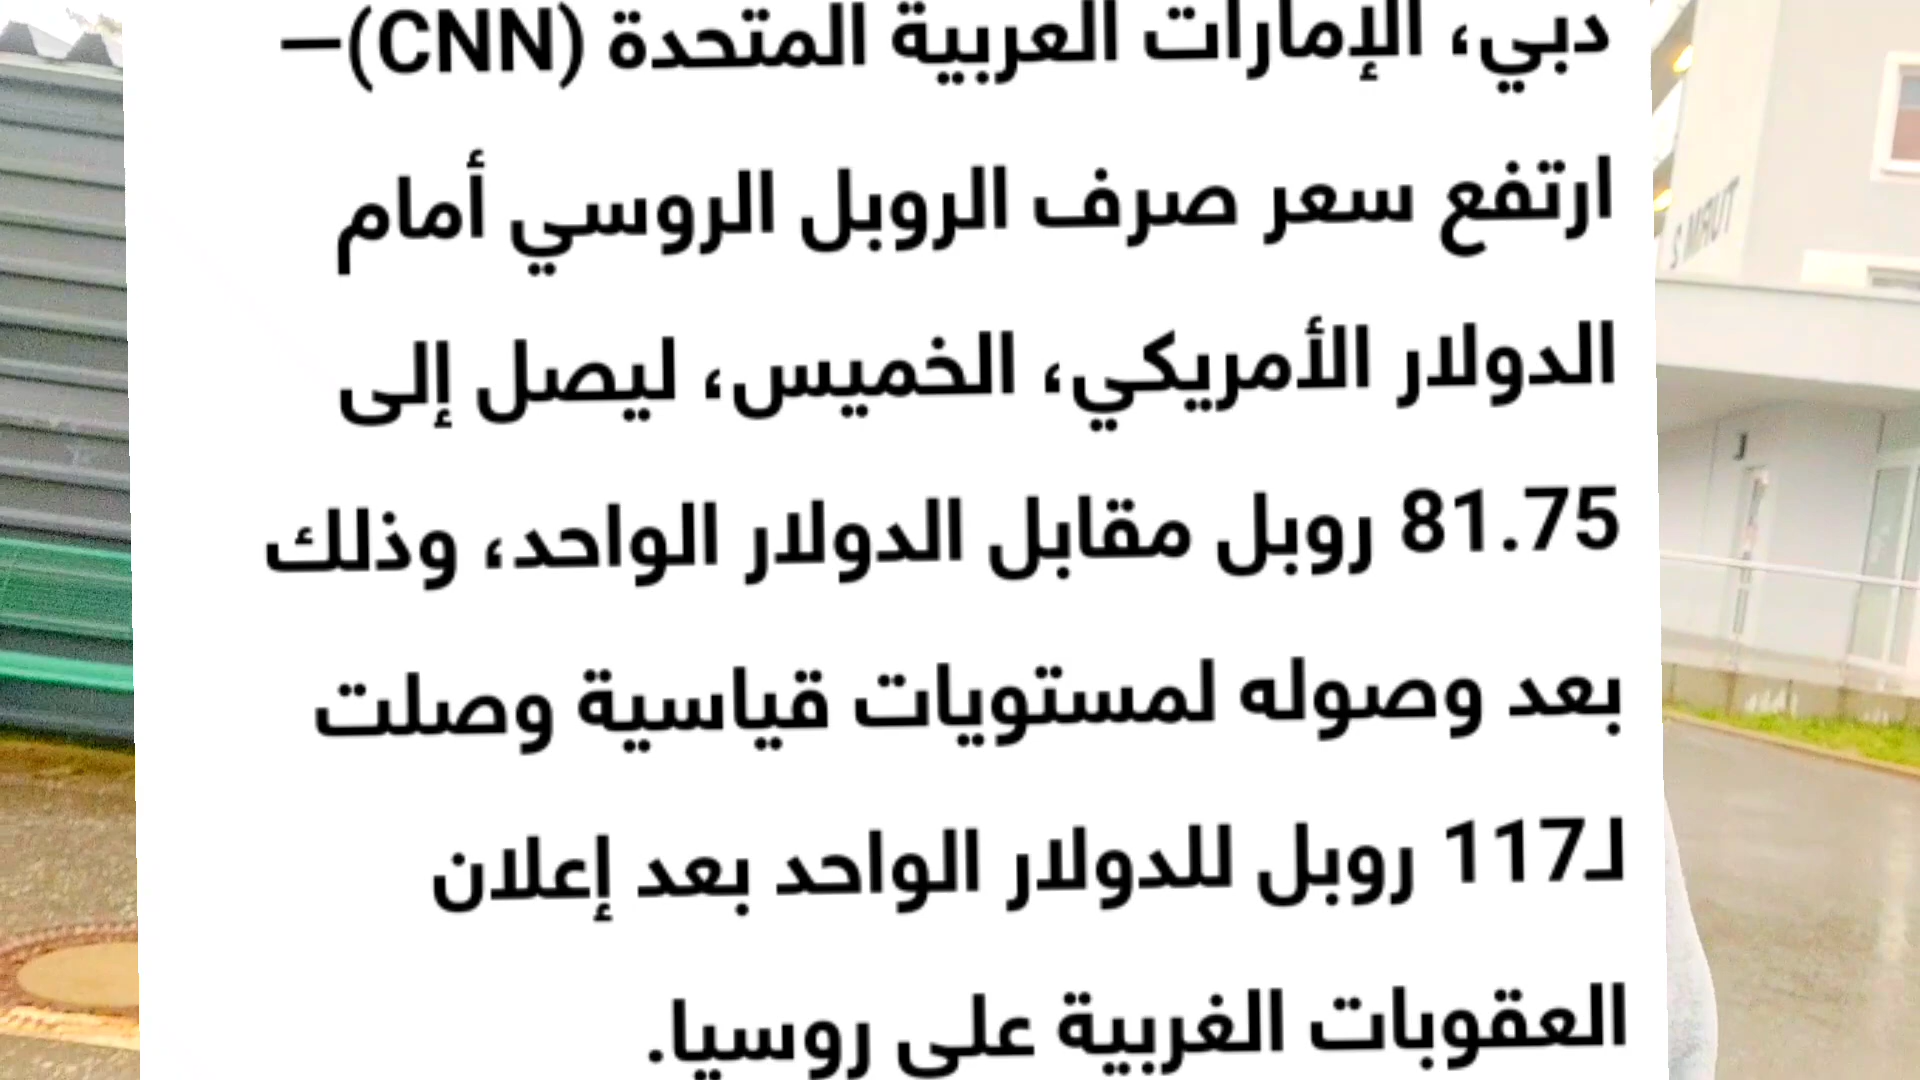 دبي، الإمارات العربية المتحدة (CNN)—
ارتفع سعر صرف الروبل الروسي أمام
الدولار الأمريكي، الخميس، ليصل إلى
81.75 روبل مقابل الدولار الواحد، وذلك
بعد وصوله لمستويات قياسية وصلت
لـ117 روبل للدولار الواحد بعد إعلان
العقوبات الغربية على روسيا.